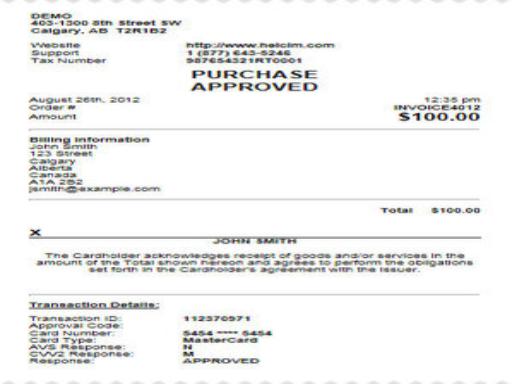 DEMO
403-1300 8th Street SW
Calgary, AB T2R1B2
Website http://www.helcim.com
Support 1 (877) 643-5246
Tax Number 987654321RT0001
PURCHASE
APPROVED
August 26th, 2012 12:35 pm
Order # INVOICE4012
Amount $100.00
Billing Information
John Smith
123 Street
Calgary
Alberta
Canada
A1A 2B2
jsmith@example.com
Total $100.00
X
JOHN SMITH
The Cardholder acknowledges receipt of goods and/or services in the
amount of the Total shown hereon and agrees to perform the obligations
set forth in the Cardholder's agreement with the issuer.
Transaction Details:
Transaction ID: 112370971
Approval Code:
Card Number: 5454 **** 5454
Card Type: MasterCard
AVS Response: N
CVV2 Response: M
Response: APPROVED